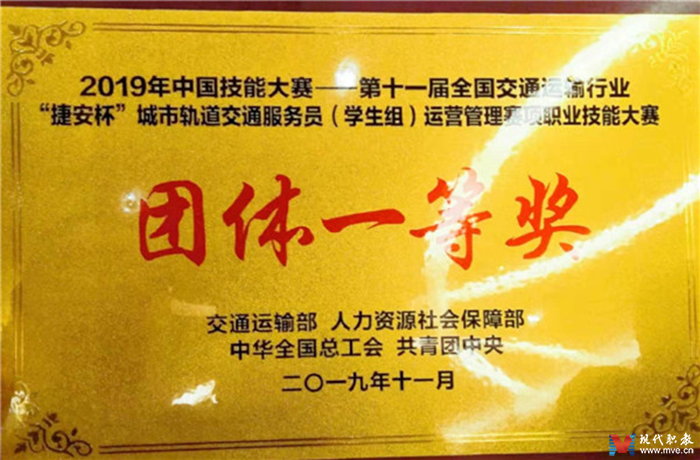 2019年中国技能大赛——第十一届全国交通运输行业
“捷安杯”城市轨道交通服务员（学生组）运营管理赛项职业技能大赛
团体一等奖
交通运输部 人力资源社会保障部
中华全国总工会 共青团中央
二〇一九年十一月
现代职教
www.mve.cn